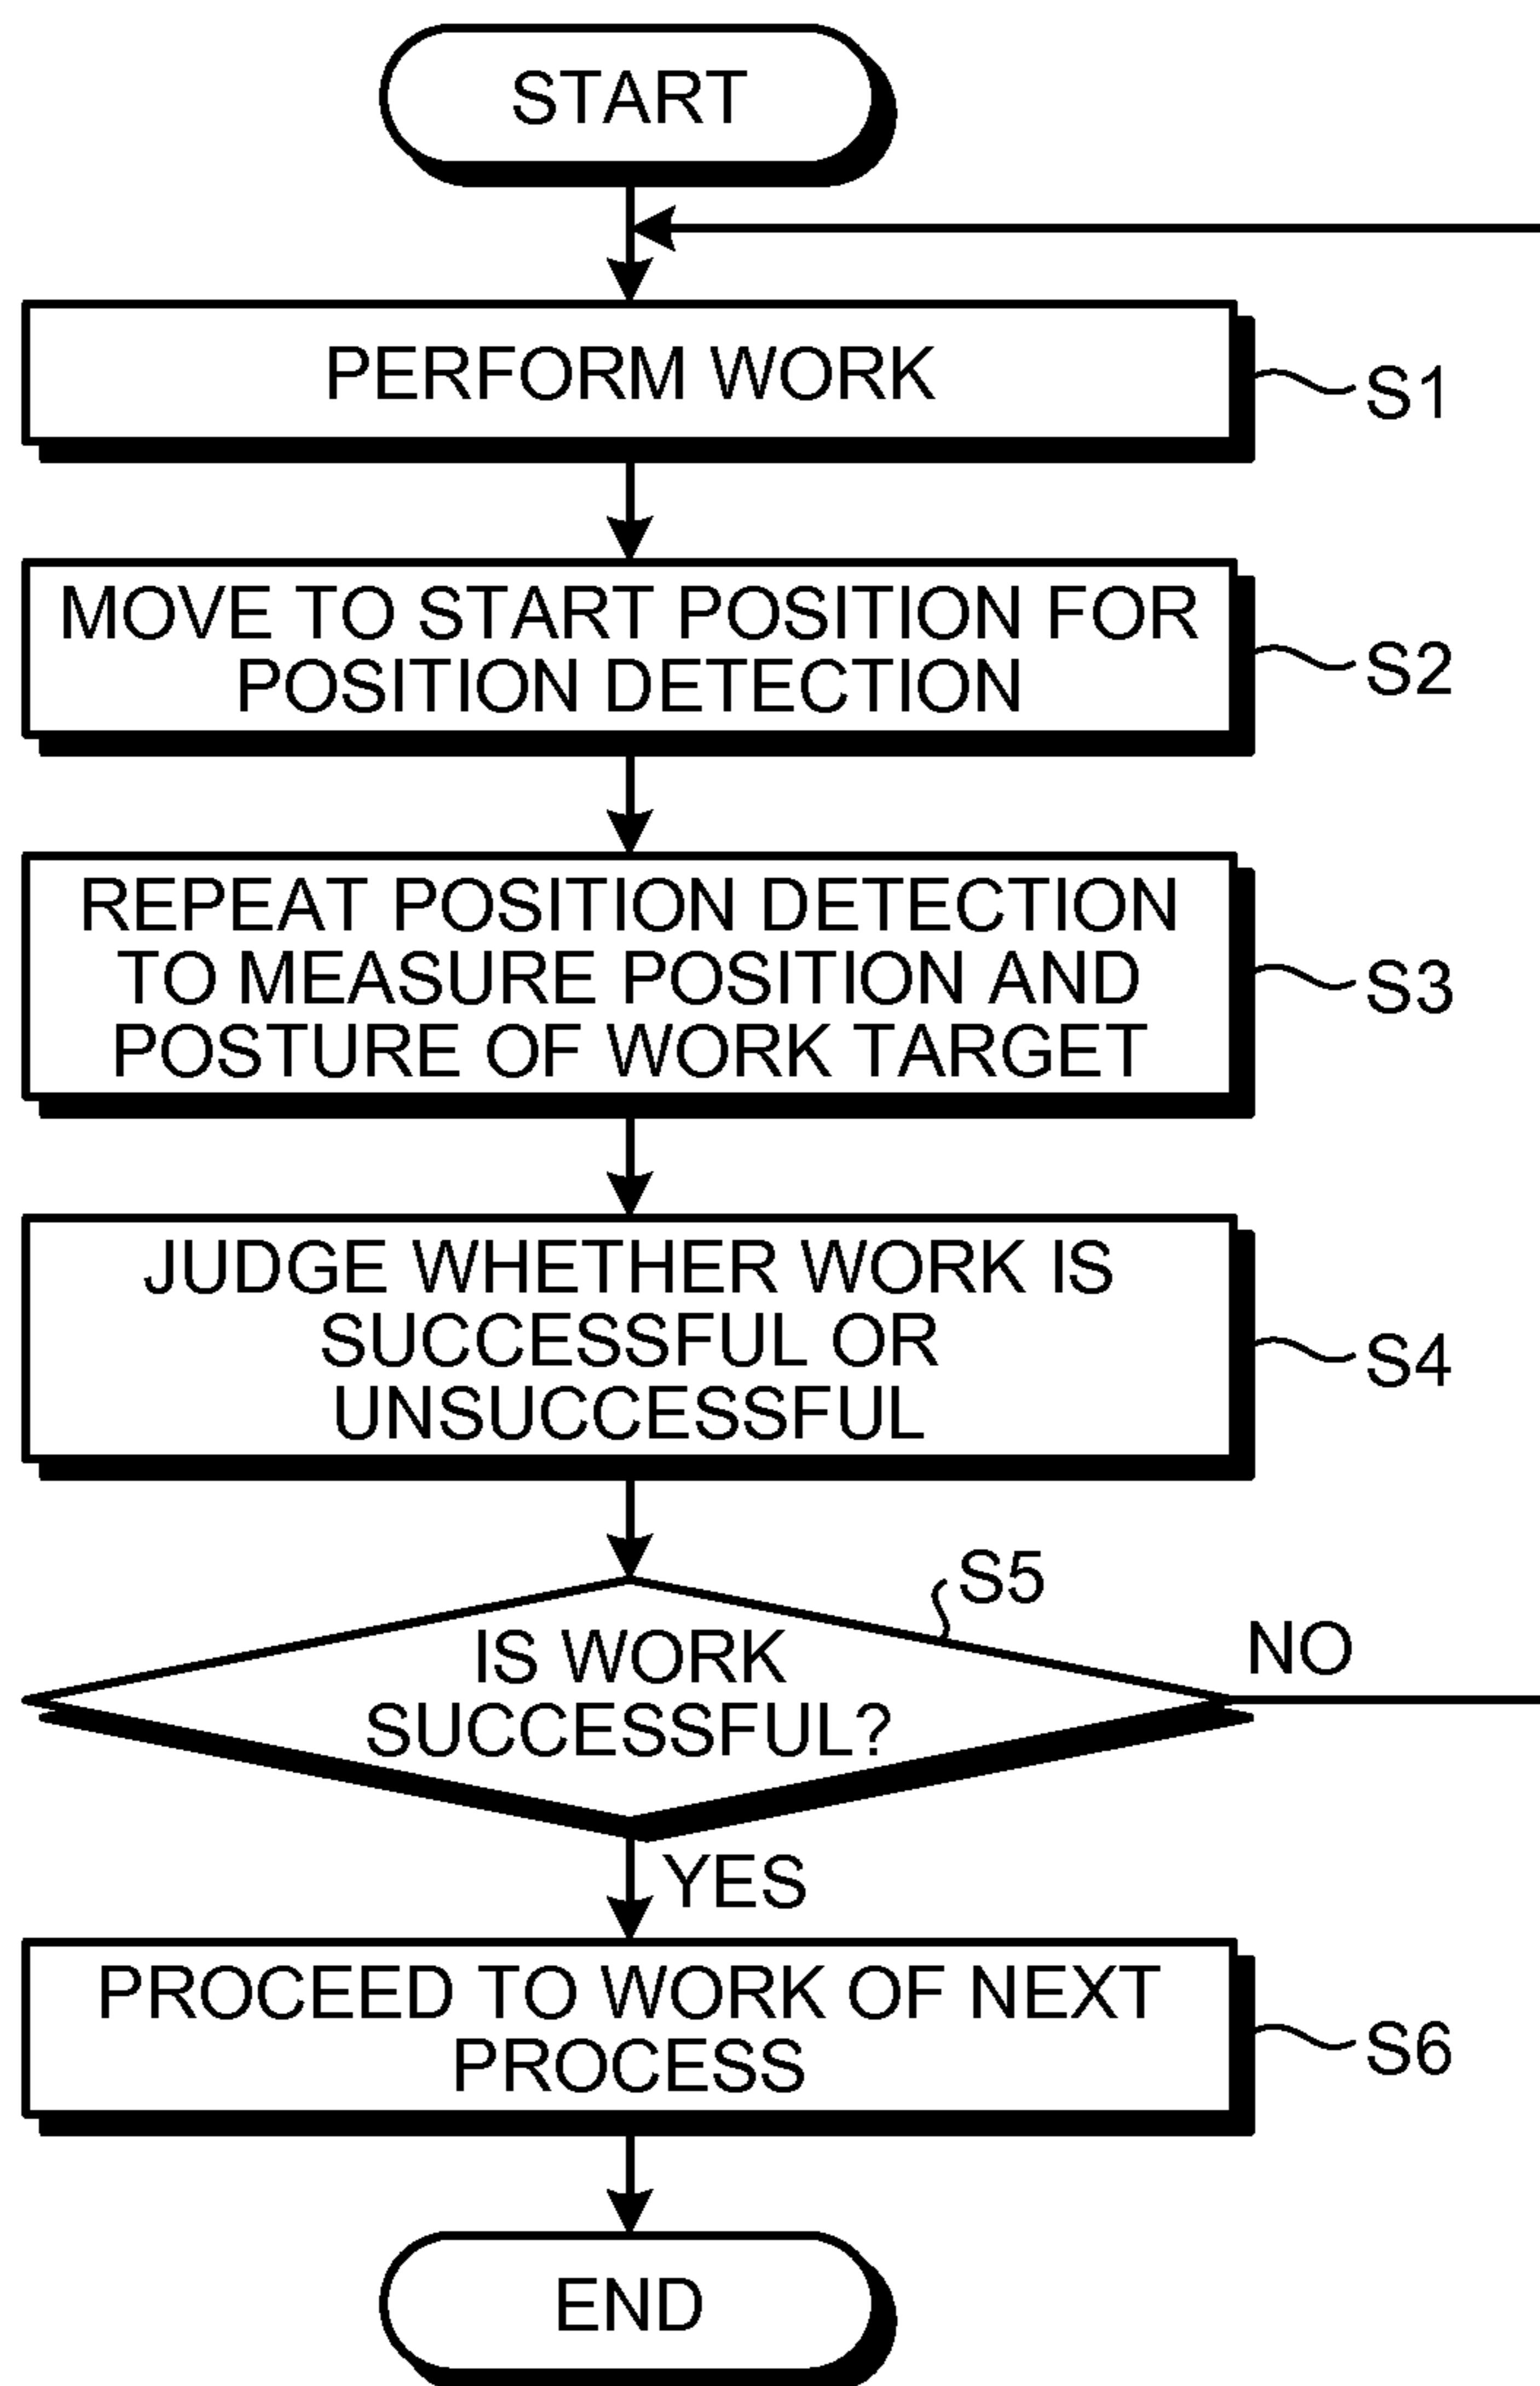 START
PERFORM WORK
S1
MOVE TO START POSITION FOR
POSITION DETECTION
S2
REPEAT POSITION DETECTION
TO MEASURE POSITION AND
POSTURE OF WORK TARGET
S3
JUDGE WHETHER WORK IS
SUCCESSFUL OR
UNSUCCESSFUL
S4
S5
IS WORK
SUCCESSFUL?
NO
YES
PROCEED TO WORK OF NEXT
PROCESS
S6
END